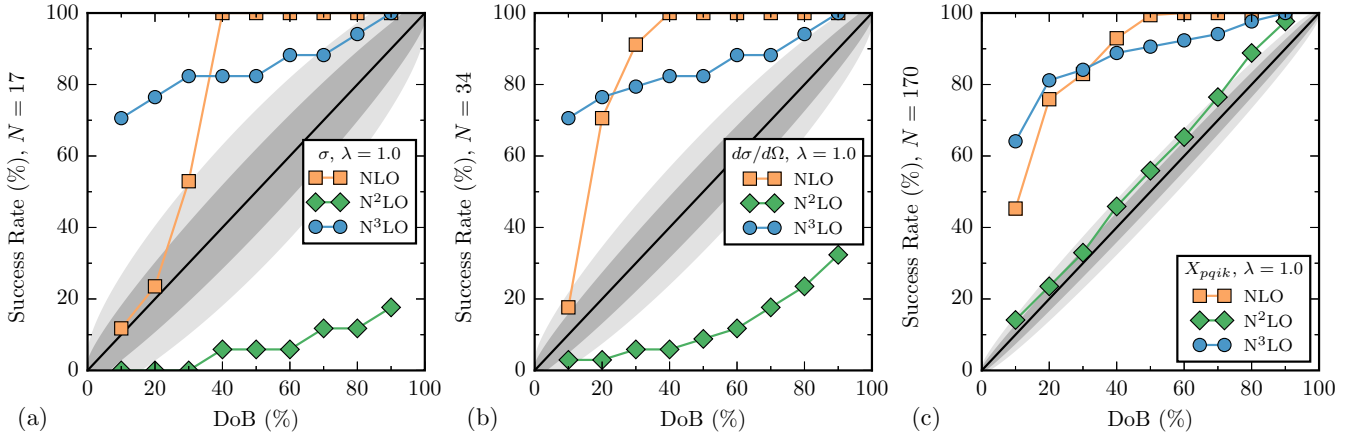 Success Rate (%), N = 17
100
80
60
40
20
0
0 20 40 60 80 100
DoB (%)
(a)
σ, λ = 1.0
NLO
N²LO
N³LO
Success Rate (%), N = 34
100
80
60
40
20
0
0 20 40 60 80 100
DoB (%)
(b)
dσ/dΩ, λ = 1.0
NLO
N²LO
N³LO
Success Rate (%), N = 170
100
80
60
40
20
0
0 20 40 60 80 100
DoB (%)
(c)
X_{pqik}, λ = 1.0
NLO
N²LO
N³LO